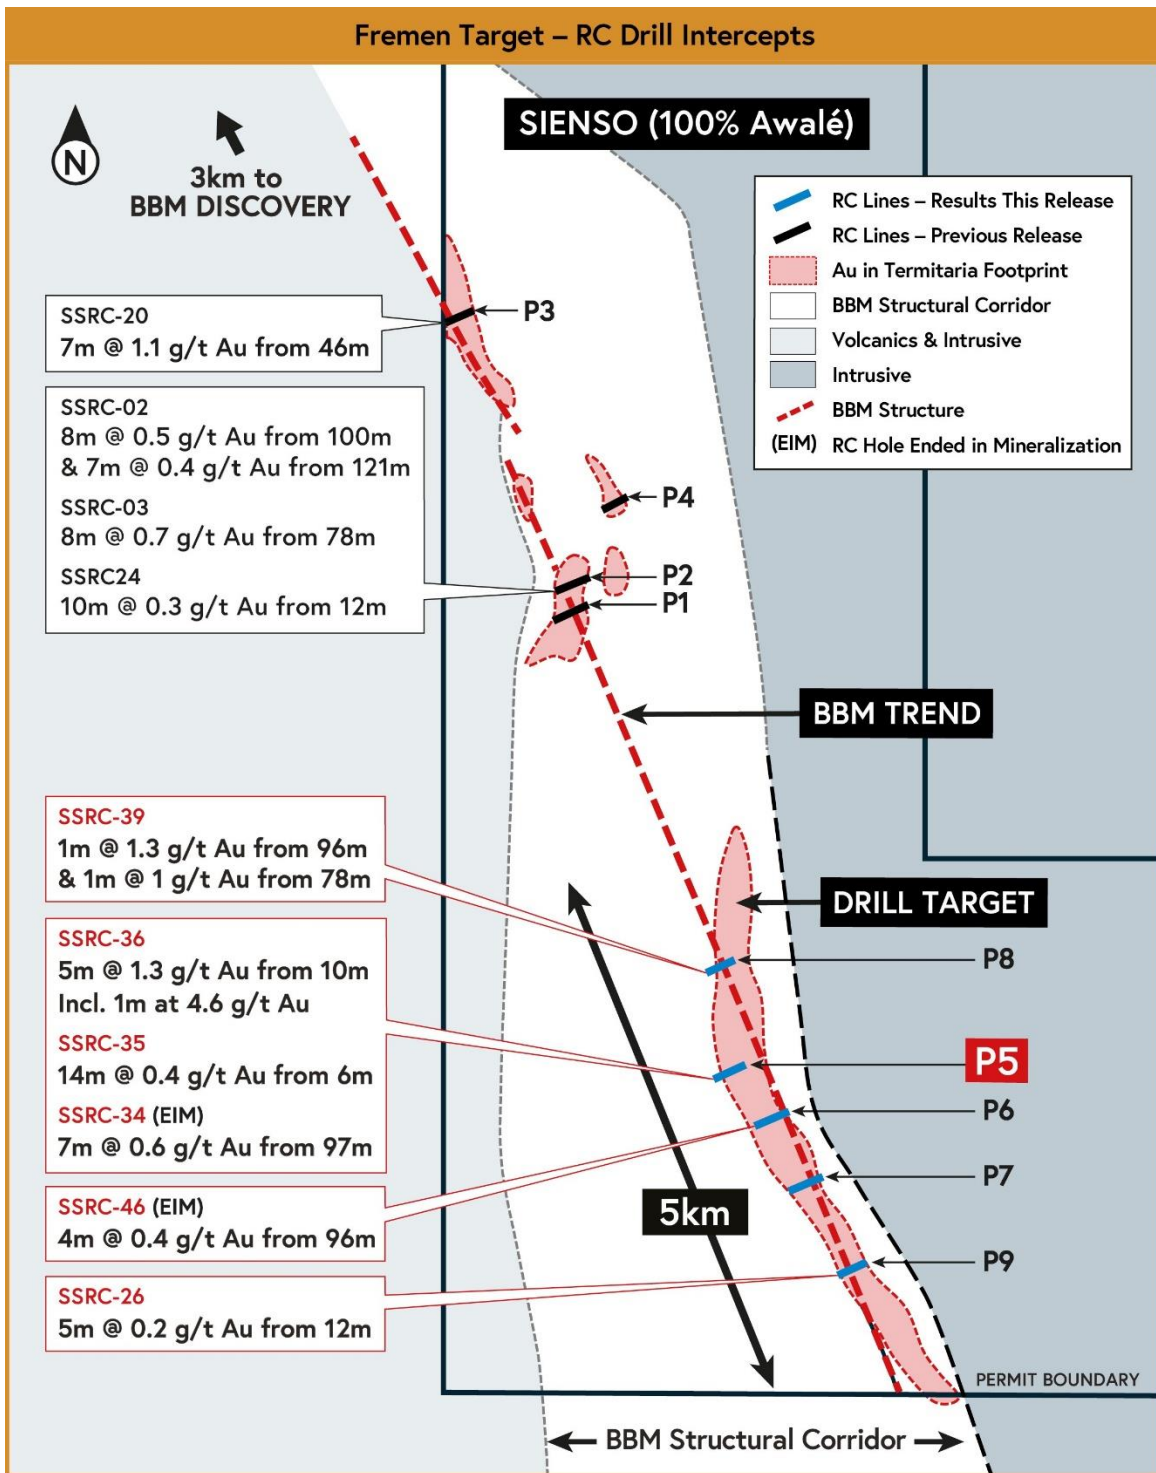 Fremen Target – RC Drill Intercepts
SIENSO (100% Awalé)
N
3km to
BBM DISCOVERY
RC Lines – Results This Release
RC Lines – Previous Release
Au in Termitaria Footprint
BBM Structural Corridor
Volcanics & Intrusive
Intrusive
BBM Structure
(EIM) RC Hole Ended in Mineralization
SSRC-20
7m @ 1.1 g/t Au from 46m
P3
SSRC-02
8m @ 0.5 g/t Au from 100m
& 7m @ 0.4 g/t Au from 121m
SSRC-03
8m @ 0.7 g/t Au from 78m
SSRC24
10m @ 0.3 g/t Au from 12m
P4
P2
P1
BBM TREND
SSRC-39
1m @ 1.3 g/t Au from 96m
& 1m @ 1 g/t Au from 78m
DRILL TARGET
SSRC-36
5m @ 1.3 g/t Au from 10m
Incl. 1m at 4.6 g/t Au
SSRC-35
14m @ 0.4 g/t Au from 6m
SSRC-34 (EIM)
7m @ 0.6 g/t Au from 97m
P8
P5
P6
P7
SSRC-46 (EIM)
4m @ 0.4 g/t Au from 96m
5km
P9
SSRC-26
5m @ 0.2 g/t Au from 12m
PERMIT BOUNDARY
BBM Structural Corridor